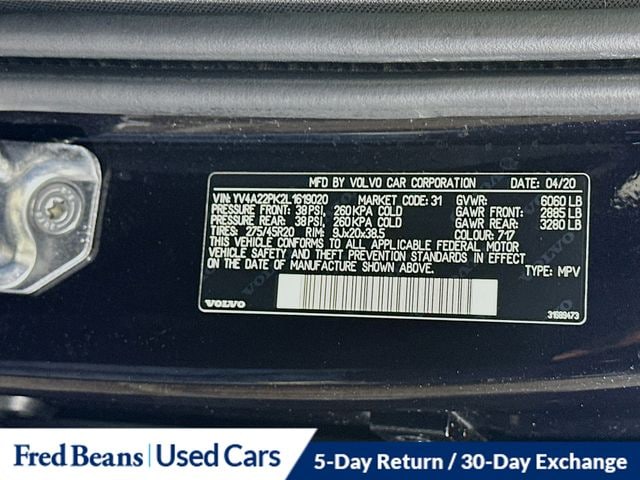 MFD BY VOLVO CAR CORPORATION DATE: 04/20
VIN: YV4A22PK2L1619020 MARKET CODE: 31 GVWR: 6060 LB
PRESSURE FRONT: 38 PSI, 260 KPA COLD GAWR FRONT: 2885 LB
PRESSURE REAR: 38 PSI, 260 KPA COLD GAWR REAR: 3280 LB
TIRES: 275/45R20 RIM: 9Jx20x38.5 COLOUR: 717
THIS VEHICLE CONFORMS TO ALL APPLICABLE FEDERAL MOTOR
VEHICLE SAFETY AND THEFT PREVENTION STANDARDS IN EFFECT
ON THE DATE OF MANUFACTURE SHOWN ABOVE.
TYPE: MPV
VOLVO
31689473
Fred Beans | Used Cars
5-Day Return / 30-Day Exchange